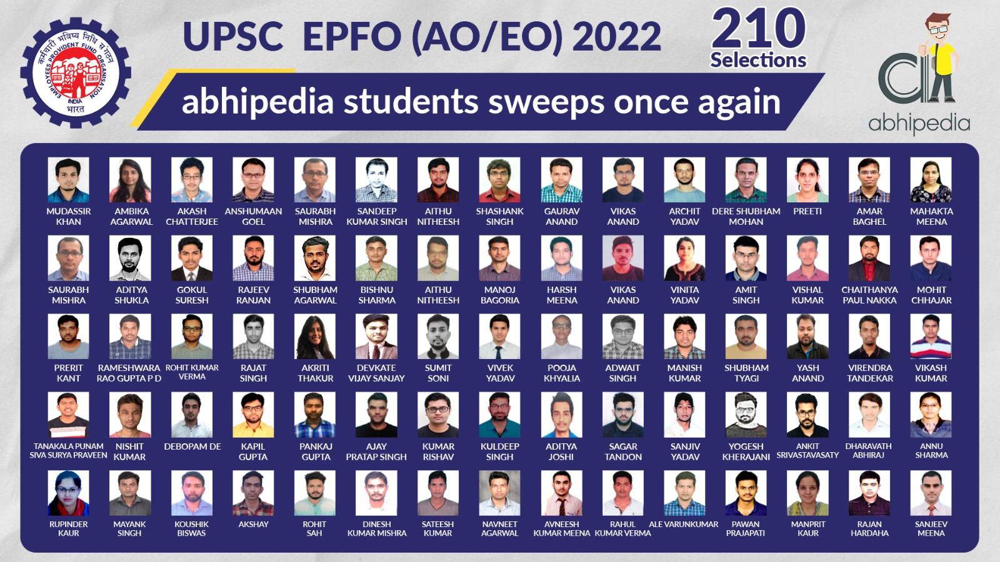 UPSC EPFO (AO/EO) 2022
210
Selections
abhipedia students sweeps once again
कर्मचारी भविष्य निधि संगठन
EMPLOYEES PROVIDENT FUND ORGANISATION
INDIA
भारत
abhipedia
MUDASSIR
KHAN
AMBIKA
AGARWAL
AKASH
CHATTERJEE
ANSHUMAAN
GOEL
SAURABH
MISHRA
SANDEEP
KUMAR SINGH
AITHU
NITHEESH
SHASHANK
SINGH
GAURAV
ANAND
VIKAS
ANAND
ARCHIT
YADAV
DERE SHUBHAM
MOHAN
PREETI
AMAR
BAGHEL
MAHAKTA
MEENA
SAURABH
MISHRA
ADITYA
SHUKLA
GOKUL
SURESH
RAJEEV
RANJAN
SHUBHAM
AGARWAL
BISHNU
SHARMA
AITHU
NITHEESH
MANOJ
BAGORIA
HARSH
MEENA
VIKAS
ANAND
VINITA
YADAV
AMIT
SINGH
VISHAL
KUMAR
CHAITHANYA
PAUL NAKKA
MOHIT
CHHAJAR
PRERIT
KANT
RAMESHWARA
RAO GUPTA P D
ROHIT KUMAR
VERMA
RAJAT
SINGH
AKRITI
THAKUR
DEVKATE
VIJAY SANJAY
SUMIT
SONI
VIVEK
YADAV
POOJA
KHYALIA
ADWAIT
SINGH
MANISH
KUMAR
SHUBHAM
TYAGI
YASH
ANAND
VIRENDRA
TANDEKAR
VIKASH
KUMAR
TANAKALA PUNAM
SIVA SURYA PRAVEEN
NISHIT
KUMAR
DEBOPAM DE
KAPIL
GUPTA
PANKAJ
GUPTA
AJAY
PRATAP SINGH
KUMAR
RISHAV
KULDEEP
SINGH
ADITYA
JOSHI
SAGAR
TANDON
SANJIV
YADAV
YOGESH
KHERAJANI
ANKIT
SRIVASTAVASATY
DHARAVATH
ABHIRAJ
ANNU
SHARMA
RUPINDER
KAUR
MAYANK
SINGH
KOUSHIK
BISWAS
AKSHAY
ROHIT
SAH
DINESH
KUMAR MISHRA
SATEESH
KUMAR
NAVNEET
AGARWAL
AVNEESH
KUMAR MEENA
RAHUL
KUMAR VERMA
ALE VARUNKUMAR
PAWAN
PRAJAPATI
MANPRIT
KAUR
RAJAN
HARDAHA
SANJEEV
MEENA